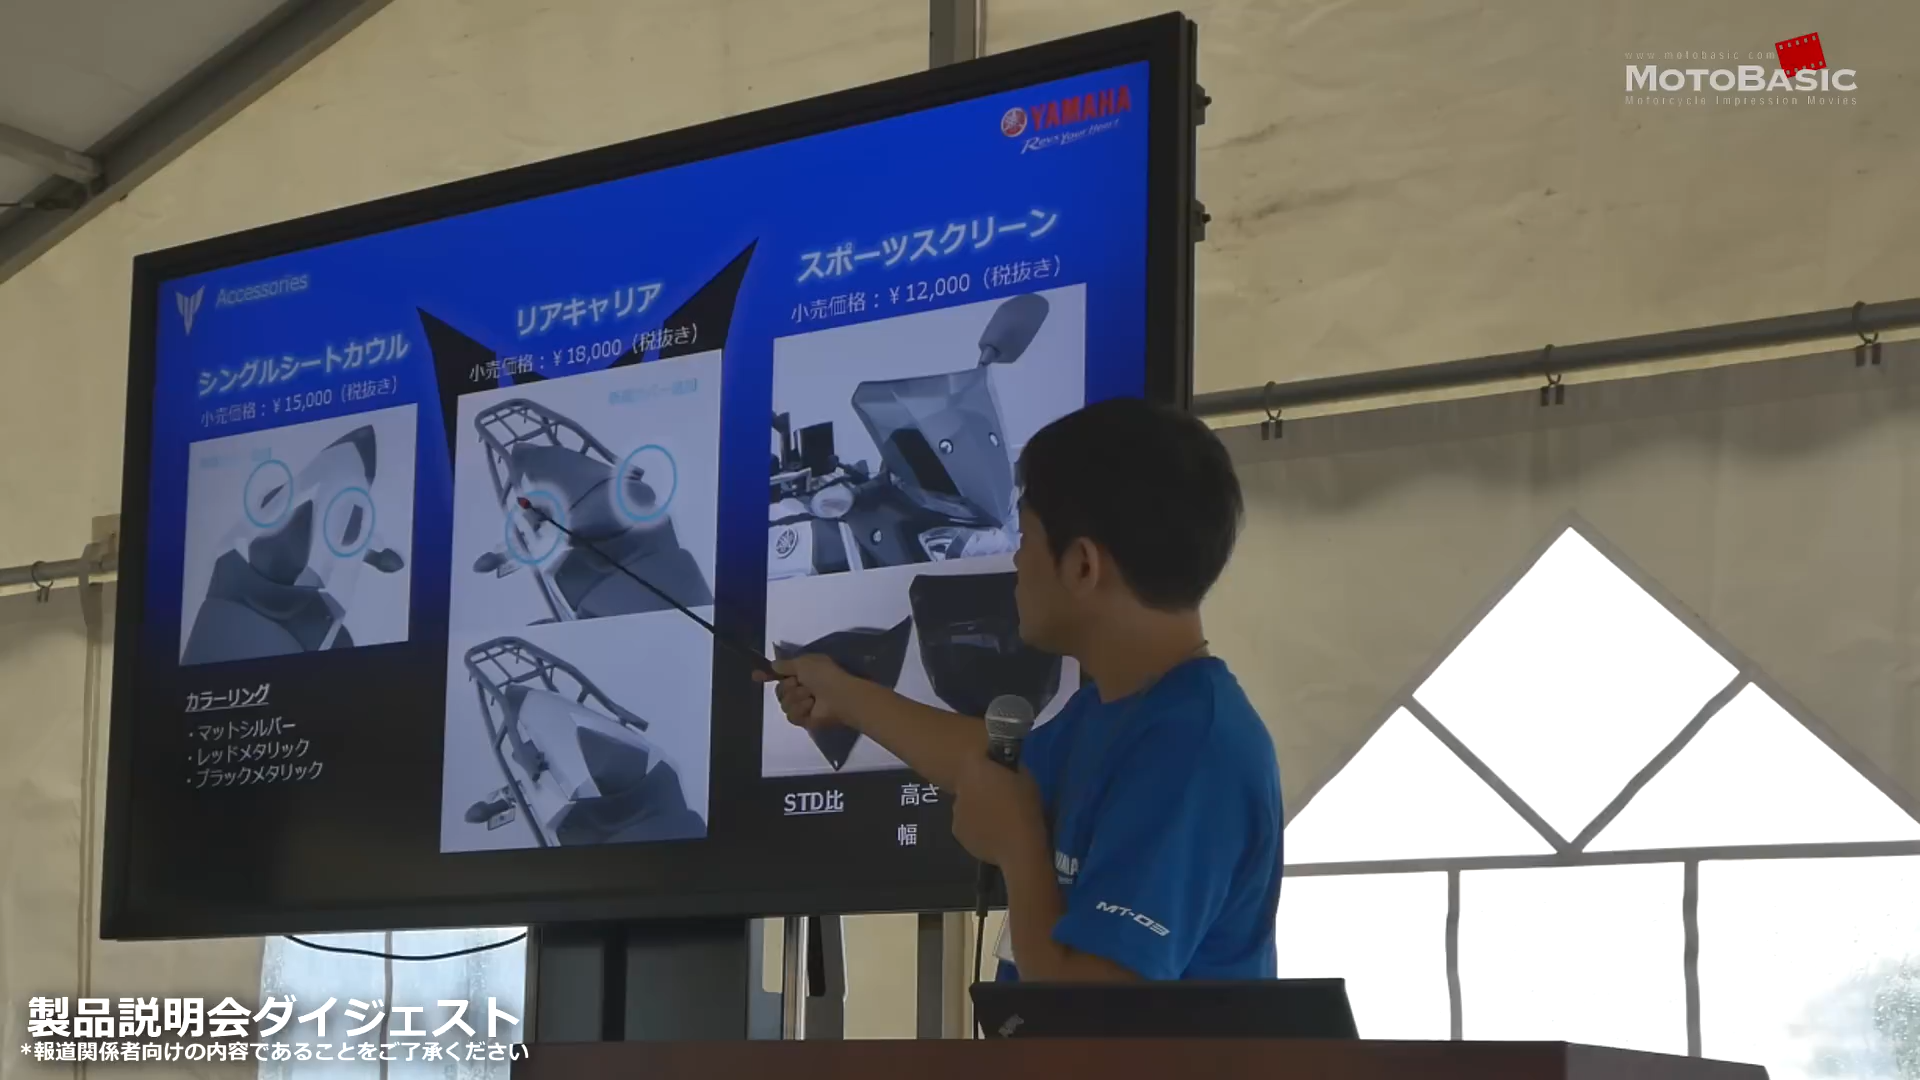 www.motobasic.com
MOTOBASIC
Motorcycle Impression Movies
YAMAHA
Revs Your Heart
Accessories
シングルシートカウル
小売価格：￥15,000（税抜き）
カラーリング
・マットシルバー
・レッドメタリック
・ブラックメタリック
リアキャリア
小売価格：￥18,000（税抜き）
スポーツスクリーン
小売価格：￥12,000（税抜き）
STD比
高さ
幅
MT-03
製品説明会ダイジェスト
*報道関係者向けの内容であることをご了承ください